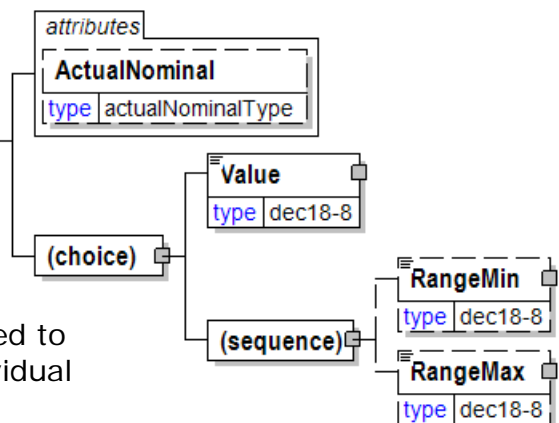 attributes
ActualNominal
type actualNominalType
Value
type dec18-8
(choice)
RangeMin
type dec18-8
(sequence)
ed to
vidual
RangeMax
type dec18-8